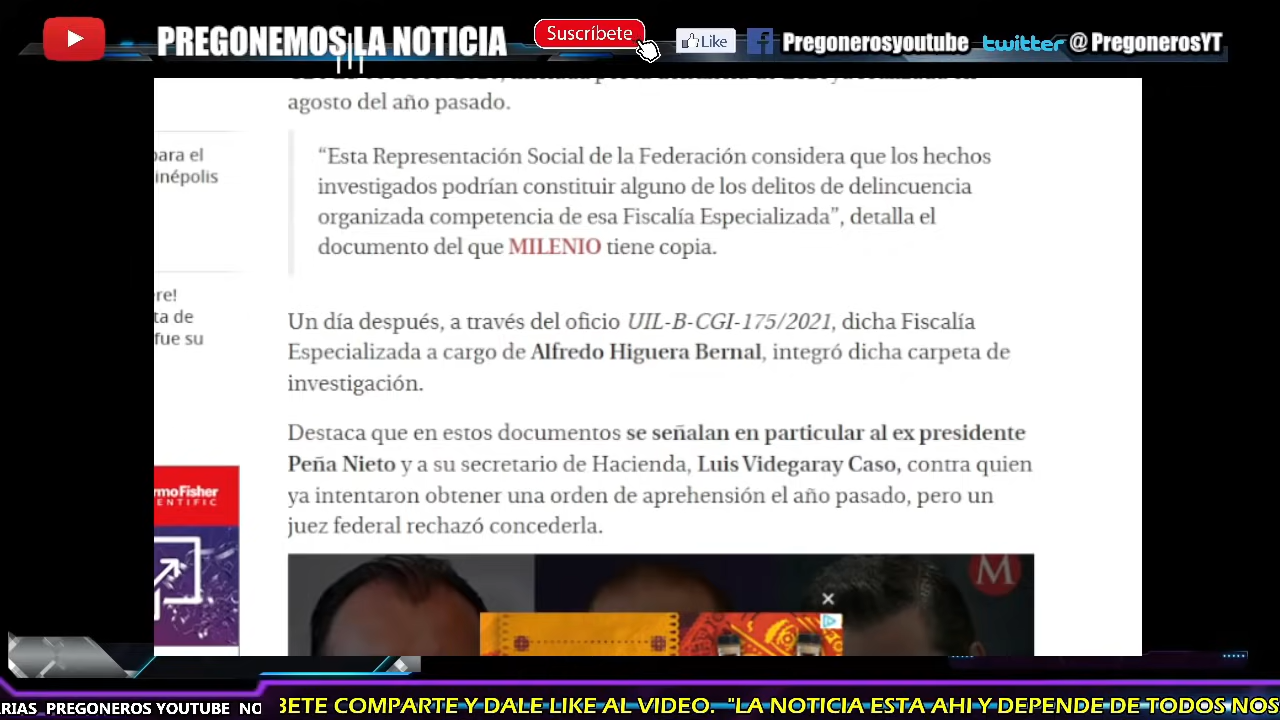 PREGONEMOS LA NOTICIA
Suscríbete
Like
Pregonerosyoutube
twitter @PregonerosYT
agosto del año pasado.
para el
inépolis
“Esta Representación Social de la Federación considera que los hechos
investigados podrían constituir alguno de los delitos de delincuencia
organizada competencia de esa Fiscalía Especializada”, detalla el
documento del que MILENIO tiene copia.
re!
ta de
fue su
Un día después, a través del oficio UIL-B-CGI-175/2021, dicha Fiscalía
Especializada a cargo de Alfredo Higuera Bernal, integró dicha carpeta de
investigación.
Destaca que en estos documentos se señalan en particular al ex presidente
Peña Nieto y a su secretario de Hacienda, Luis Videgaray Caso, contra quien
ya intentaron obtener una orden de aprehensión el año pasado, pero un
juez federal rechazó concederla.
rmoFisher
ENTIFIC
M
ARIAS_PREGONEROS YOUTUBE NO
BETE COMPARTE Y DALE LIKE AL VIDEO. "LA NOTICIA ESTA AHI Y DEPENDE DE TODOS NOS